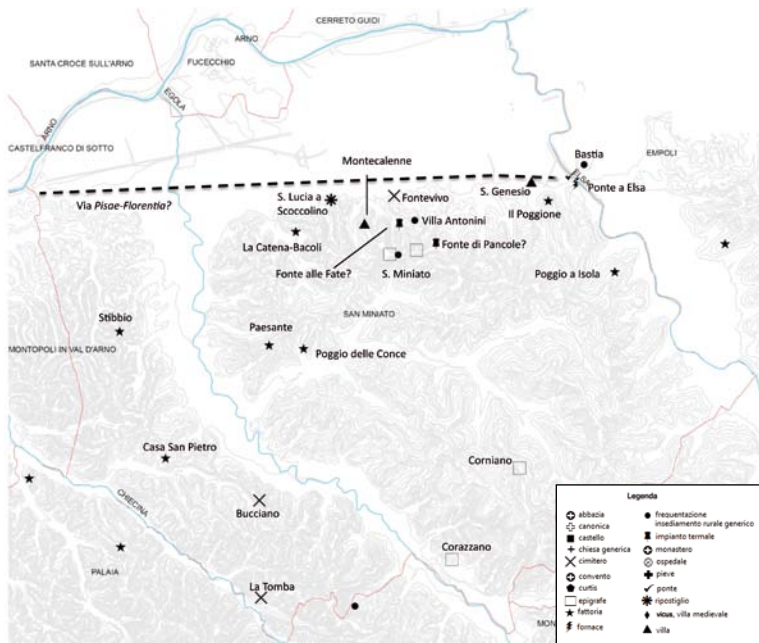 CERRETO GUIDI
ARNO
SANTA CROCE SULL'ARNO
FUCECCHIO
EGOLA
ARNO
CASTELFRANCO DI SOTTO
Montecalenne
Bastia
EMPOLI
ELSA
Ponte a Elsa
S. Genesio
Fontevivo
S. Lucia a
Scoccolino
Via Pisae-Florentia?
Il Poggione
Villa Antonini
La Catena-Bacoli
Fonte di Pancole?
Fonte alle Fate?
S. Miniato
Poggio a Isola
SAN MINIATO
Stibbio
Paesante
MONTOPOLI IN VAL D'ARNO
Poggio delle Conce
Casa San Pietro
Corniano
CHIECINA
Bucciano
Corazzano
PALAIA
La Tomba
MON
Legenda
abbazia
canonica
castello
chiesa generica
cimitero
convento
curtis
epigrafe
fattoria
fornace
frequentazione
insediamento rurale generico
impianto termale
monastero
ospedale
pieve
ponte
ripostiglio
vicus, villa medievale
villa